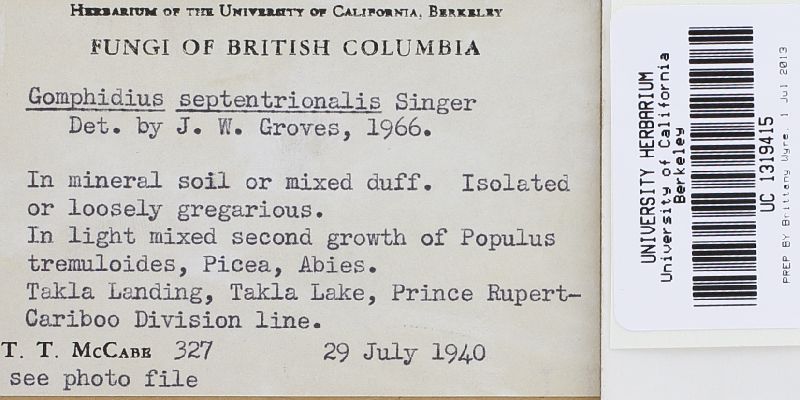 Herbarium of the University of California, Berkeley
FUNGI OF BRITISH COLUMBIA
Gomphidius septentrionalis Singer
Det. by J. W. Groves, 1966.
In mineral soil or mixed duff. Isolated
or loosely gregarious.
In light mixed second growth of Populus
tremuloides, Picea, Abies.
Takla Landing, Takla Lake, Prince Rupert-
Cariboo Division line.
T. T. McCabe 327 29 July 1940
see photo file
UNIVERSITY HERBARIUM
University of California
Berkeley
UC 1319415
PREP BY Brittany Wyre, 1 Jul 2013